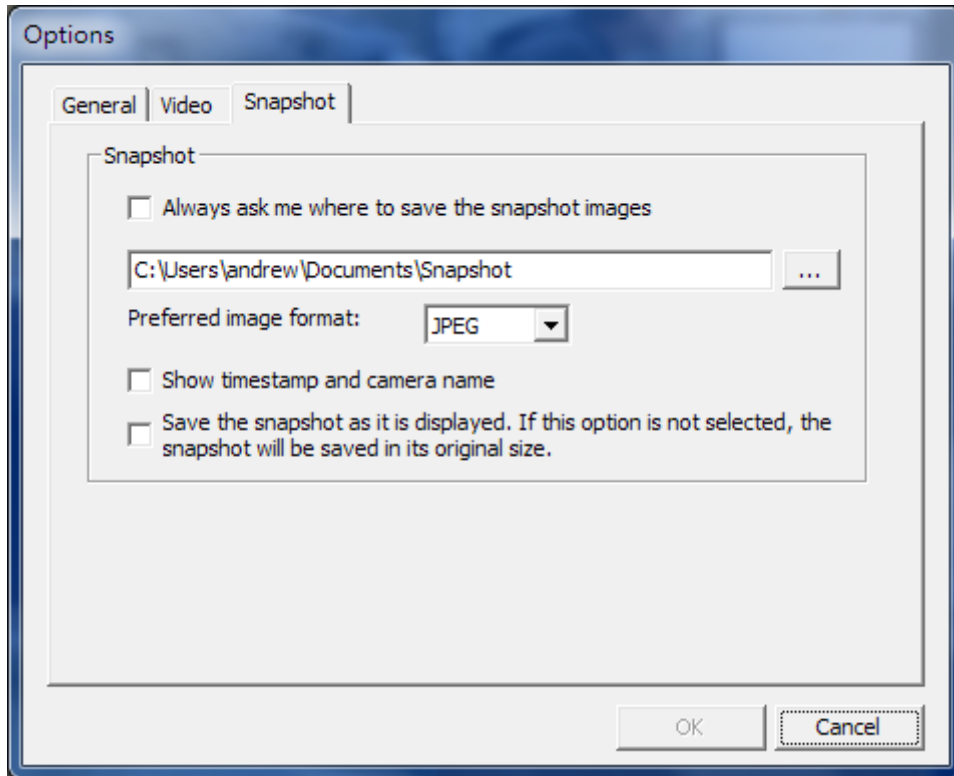 Options
General Video Snapshot
Snapshot
Always ask me where to save the snapshot images
C:\Users\andrew\Documents\Snapshot ...
Preferred image format: JPEG
Show timestamp and camera name
Save the snapshot as it is displayed. If this option is not selected, the
snapshot will be saved in its original size.
OK Cancel